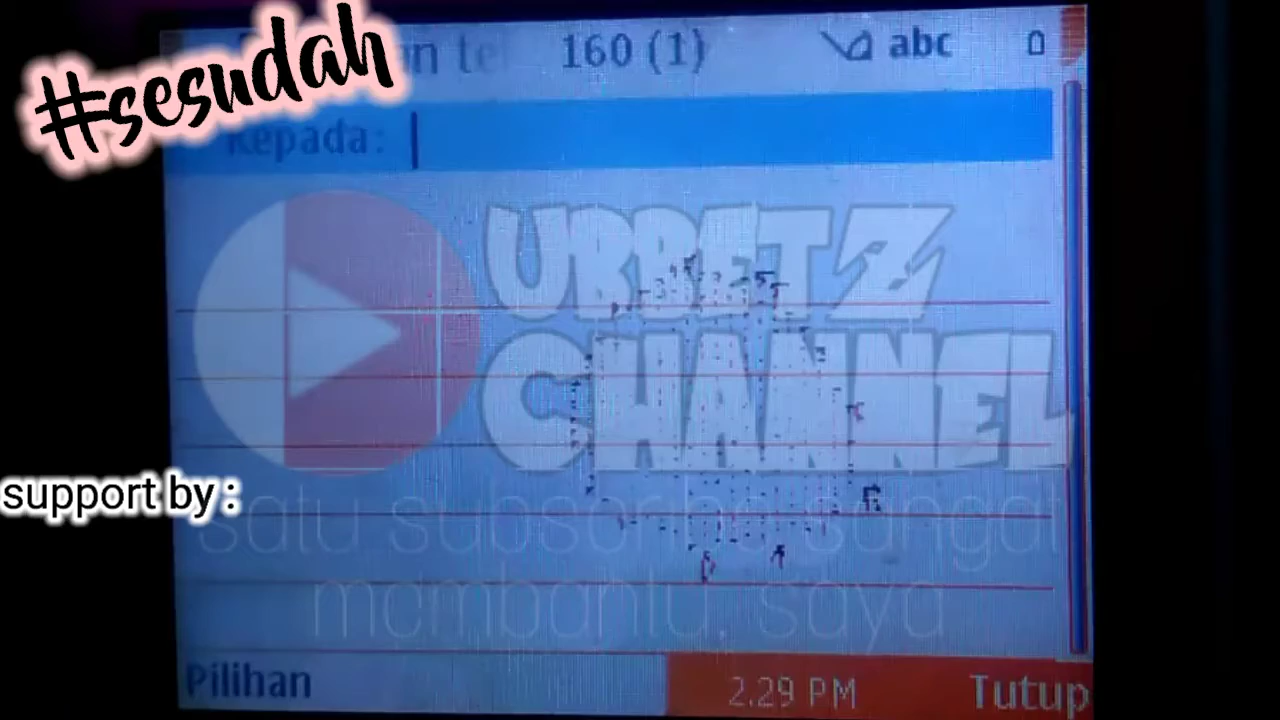 #sesudah
160 (1)
abc
Kepada:
URBETZ
CHANNEL
support by :
satu subscribe sangat
membantu, saya
Pilihan
2.29 PM
Tutup